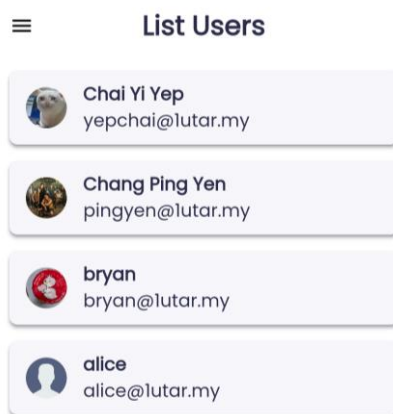 List Users
Chai Yi Yep
yepchai@1utar.my
Chang Ping Yen
pingyen@1utar.my
bryan
bryan@1utar.my
alice
alice@1utar.my